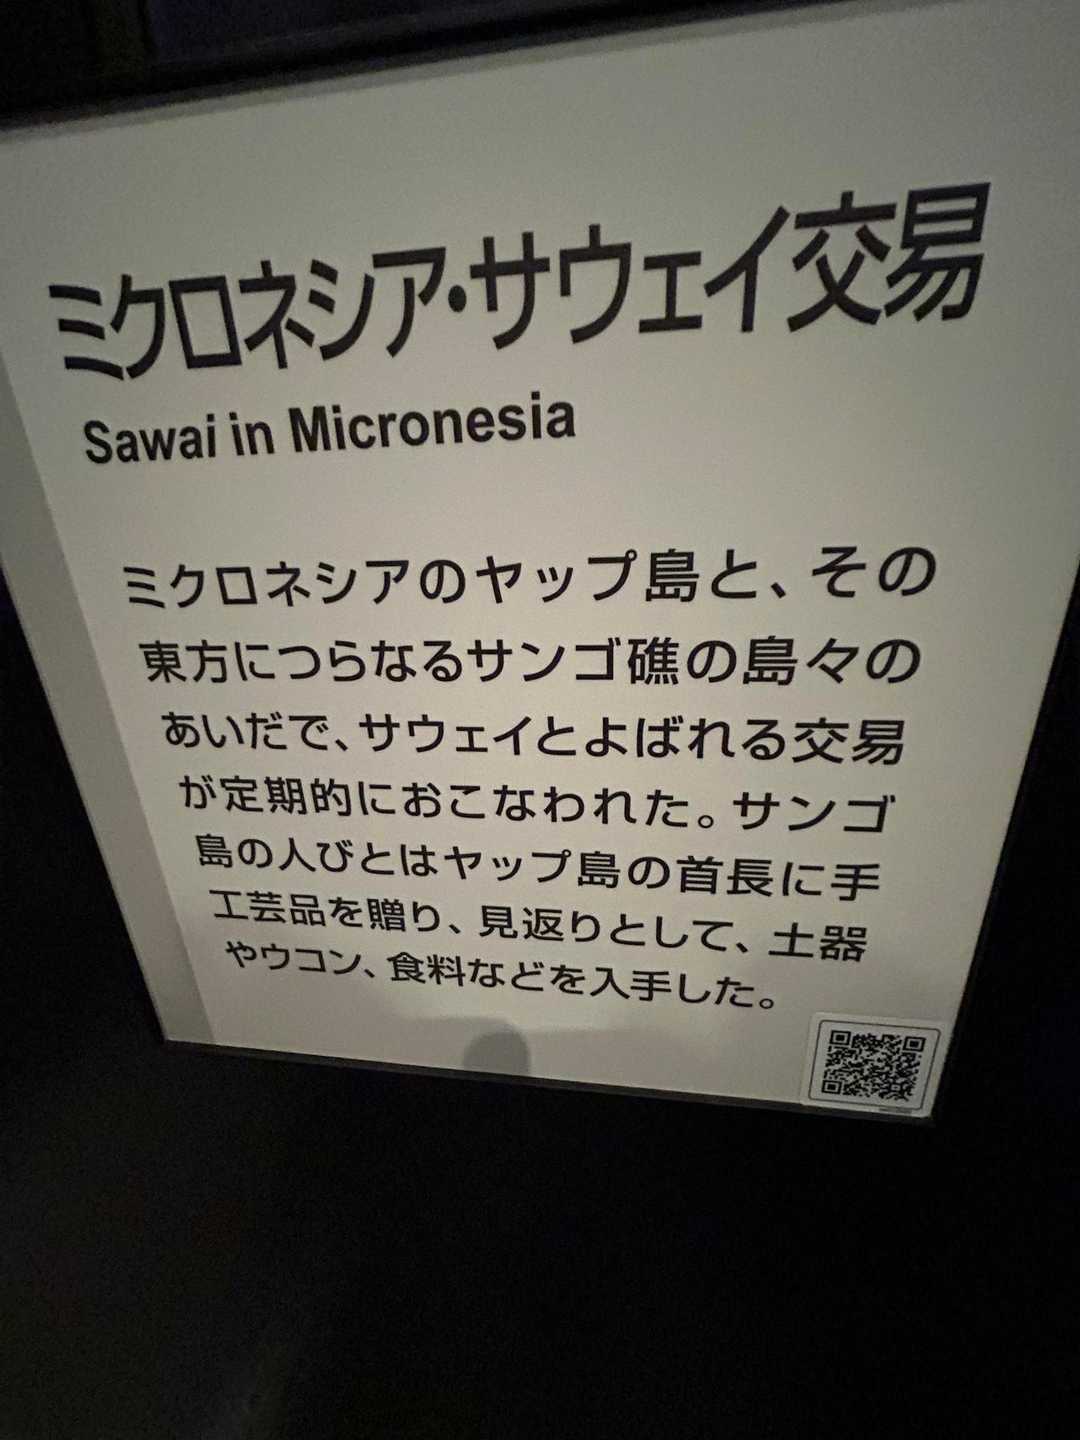 ミクロネシア・サウェイ交易
Sawai in Micronesia
ミクロネシアのヤップ島と、その
東方につらなるサンゴ礁の島々の
あいだで、サウェイとよばれる交易
が定期的におこなわれた。サンゴ
島の人びとはヤップ島の首長に手
工芸品を贈り、見返りとして、土器
やウコン、食料などを入手した。